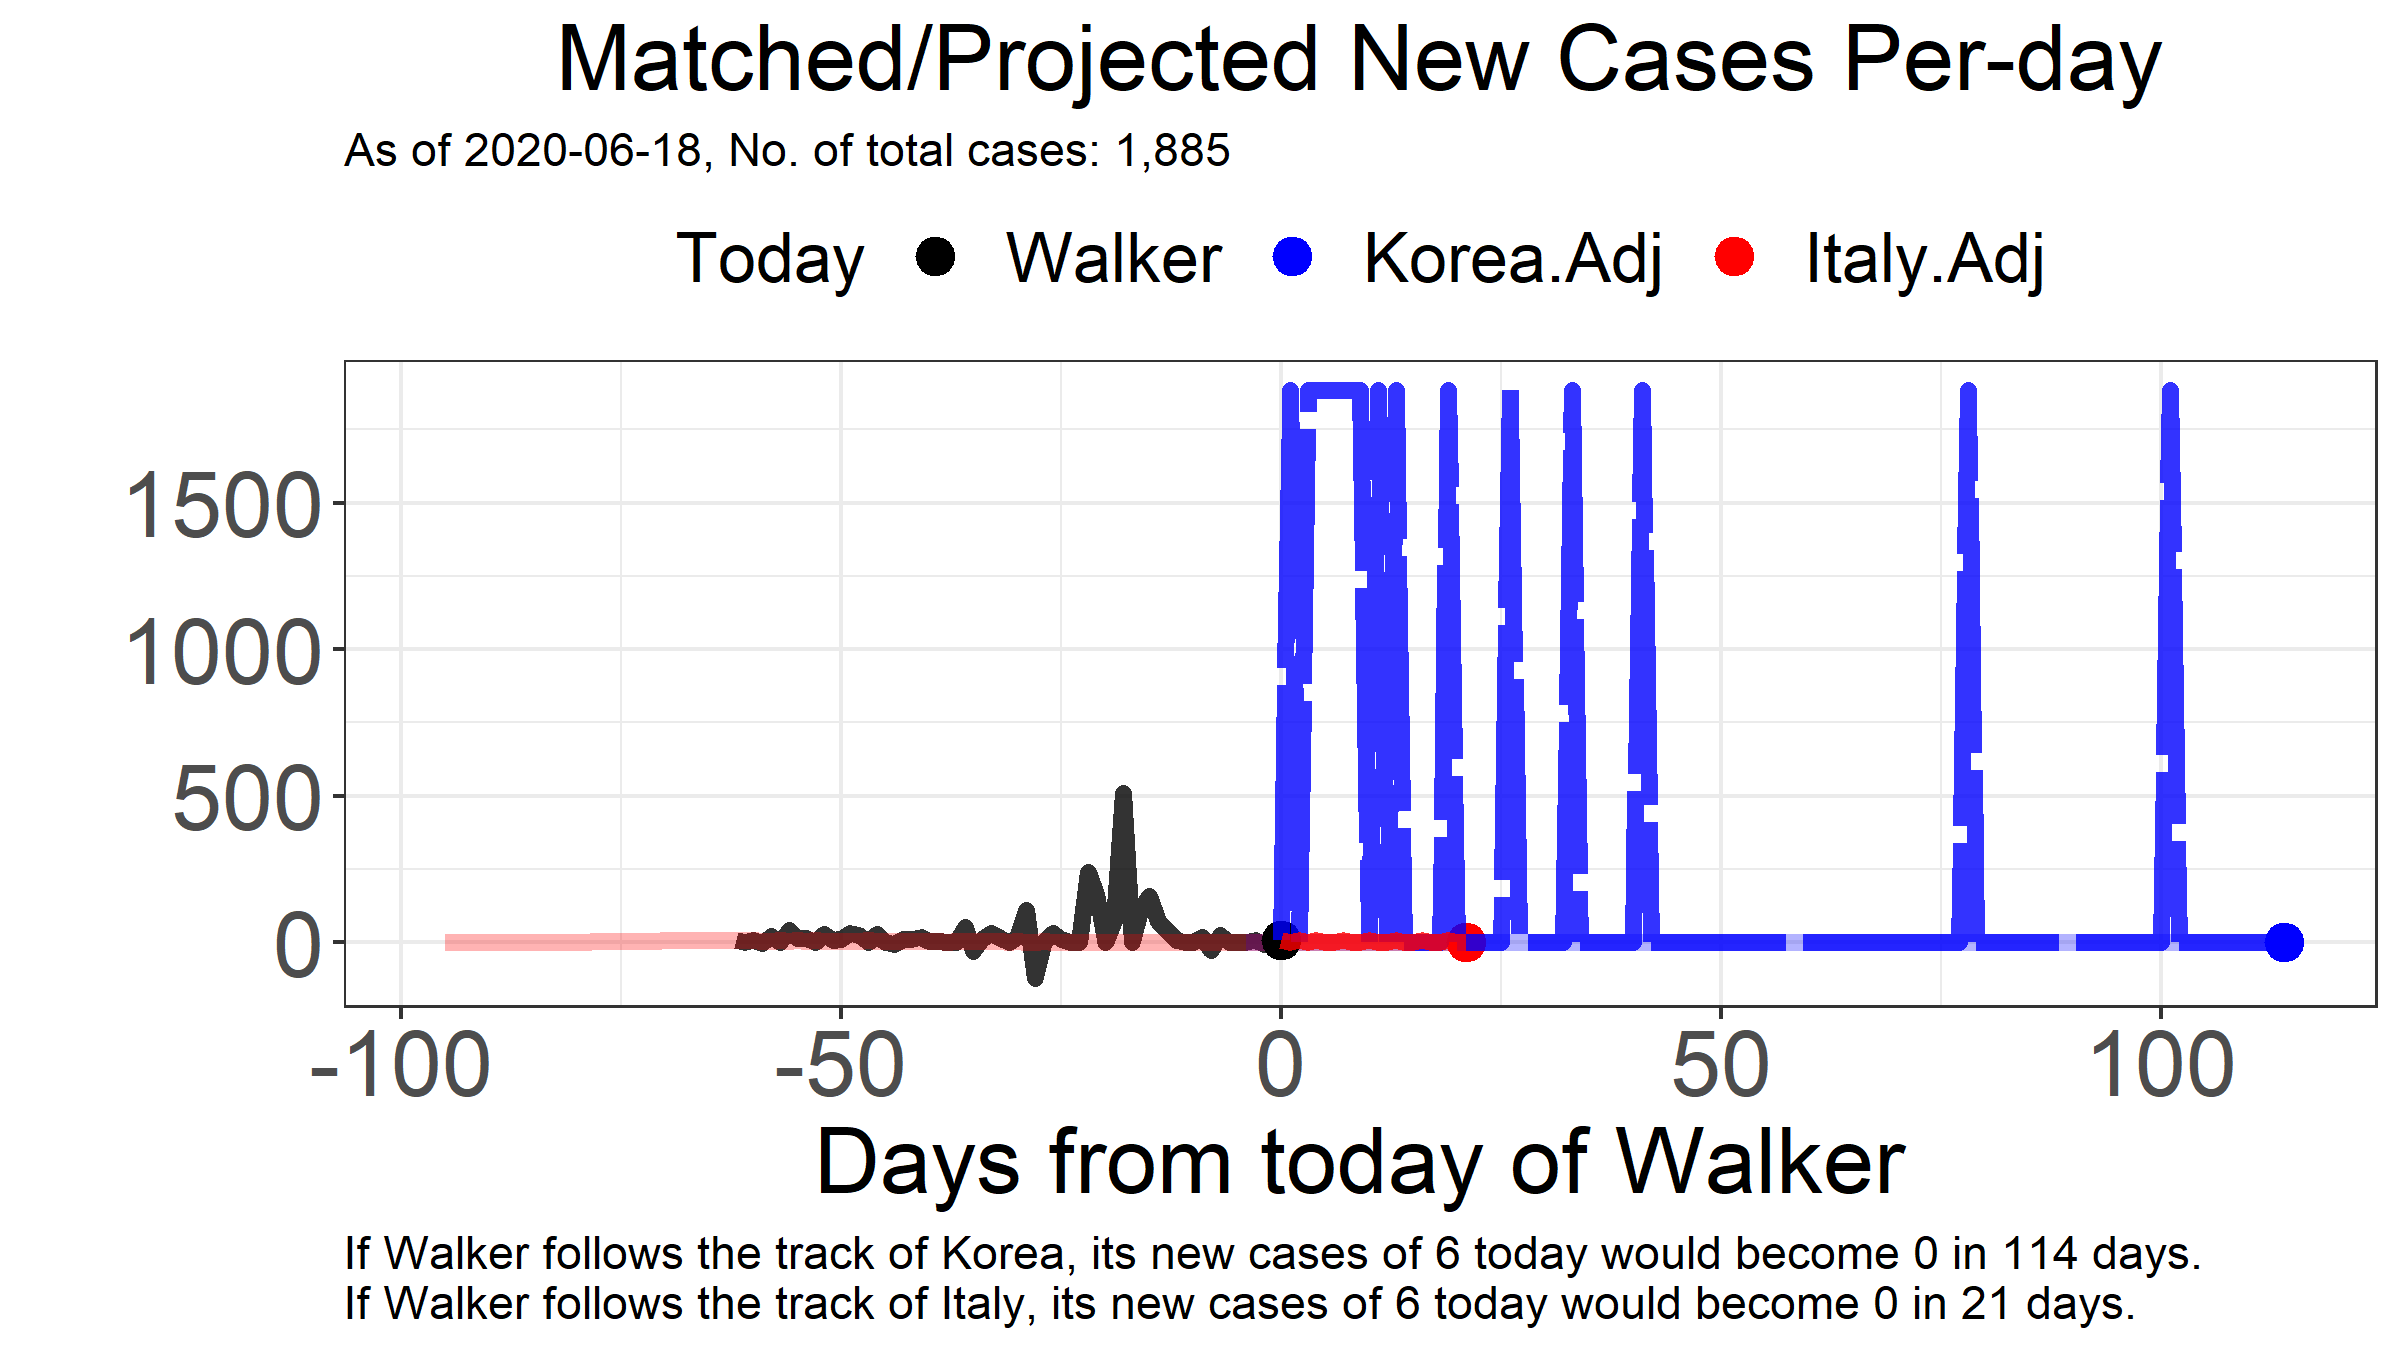 Matched/Projected New Cases Per-day
As of 2020-06-18, No. of total cases: 1,885
Today Walker Korea.Adj Italy.Adj
1500
1000
500
0
-100 -50 0 50 100
Days from today of Walker
If Walker follows the track of Korea, its new cases of 6 today would become 0 in 114 days.
If Walker follows the track of Italy, its new cases of 6 today would become 0 in 21 days.